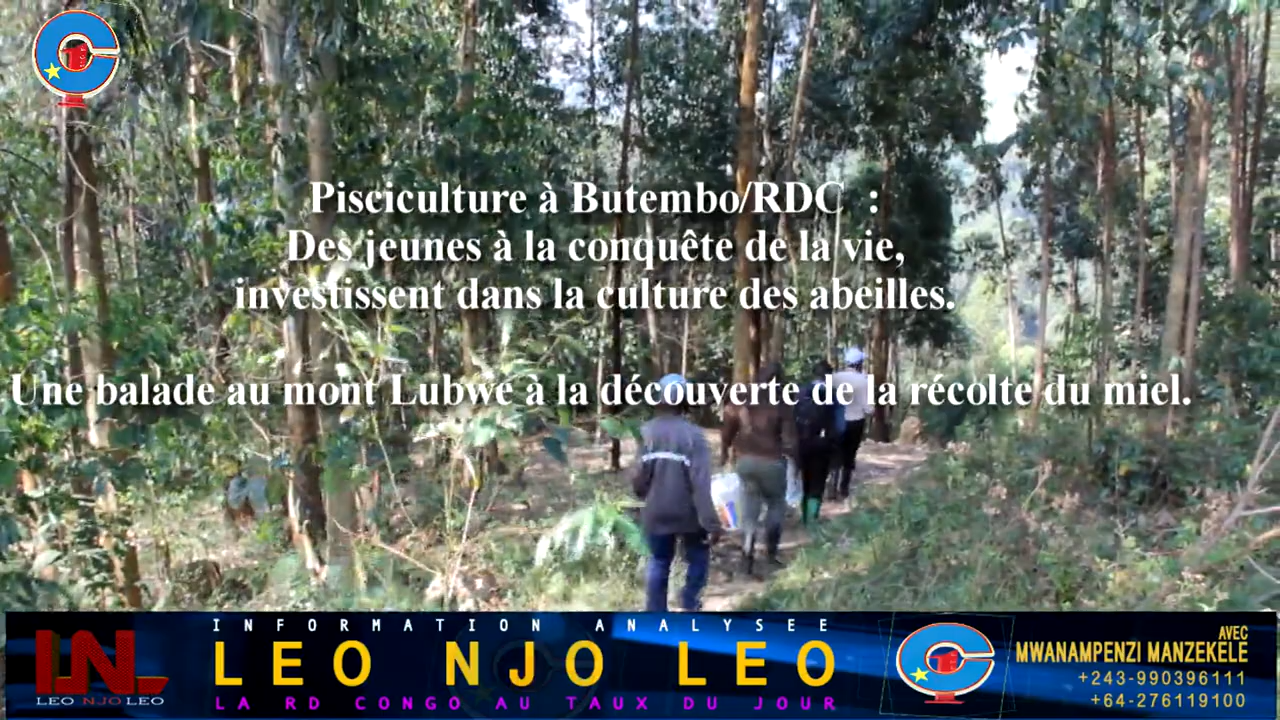 Pisciculture à Butembo/RDC :
Des jeunes à la conquête de la vie,
investissent dans la culture des abeilles.
Une balade au mont Lubwe à la découverte de la récolte du miel.
INFORMATION ANALYSEE
LEO NJO LEO
LA RD CONGO AU TAUX DU JOUR
IN
LEO NJO LEO
AVEC
MWANAMPENZI MANZEKELE
+243-990396111
+64-276119100